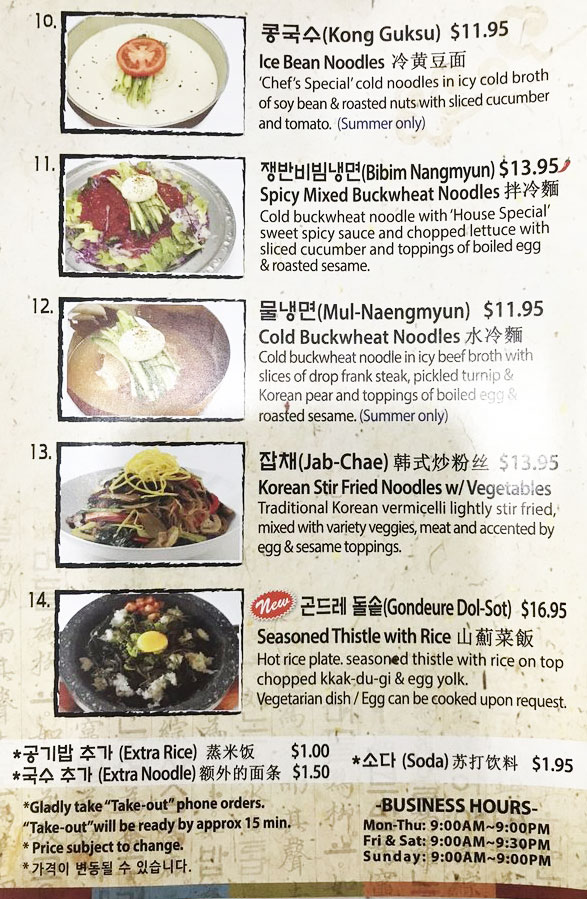 10. 콩국수(Kong Guksu) $11.95
Ice Bean Noodles 冷黄豆面
'Chef's Special' cold noodles in icy cold broth
of soy bean & roasted nuts with sliced cucumber
and tomato. (Summer only)
11. 쟁반비빔냉면(Bibim Nangmyun) $13.95
Spicy Mixed Buckwheat Noodles 拌冷麵
Cold buckwheat noodle with 'House Special'
sweet spicy sauce and chopped lettuce with
sliced cucumber and toppings of boiled egg
& roasted sesame.
12. 물냉면(Mul-Naengmyun) $11.95
Cold Buckwheat Noodles 水冷麵
Cold buckwheat noodle in icy beef broth with
slices of drop frank steak, pickled turnip &
Korean pear and toppings of boiled egg &
roasted sesame. (Summer only)
13. 잡채(Jab-Chae) 韩式炒粉丝 $13.95
Korean Stir Fried Noodles w/ Vegetables
Traditional Korean vermicelli lightly stir fried,
mixed with variety veggies, meat and accented by
egg & sesame toppings.
14. New 곤드레 돌솥(Gondeure Dol-Sot) $16.95
Seasoned Thistle with Rice 山薊菜飯
Hot rice plate. seasoned thistle with rice on top
chopped kkak-du-gi & egg yolk.
Vegetarian dish / Egg can be cooked upon request.
*공기밥 추가 (Extra Rice) 蒸米饭 $1.00
*국수 추가 (Extra Noodle) 额外的面条 $1.50
*소다 (Soda) 苏打饮料 $1.95
*Gladly take "Take-out" phone orders.
"Take-out" will be ready by approx 15 min.
* Price subject to change.
* 가격이 변동될 수 있습니다.
-BUSINESS HOURS-
Mon-Thu: 9:00AM~9:00PM
Fri & Sat: 9:00AM~9:30PM
Sunday: 9:00AM~9:00PM